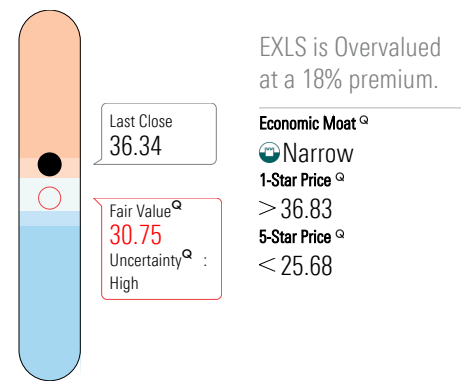 EXLS is Overvalued
at a 18% premium.
Last Close
36.34
Fair Value Q
30.75
Uncertainty Q :
High
Economic Moat Q
Narrow
1-Star Price Q
> 36.83
5-Star Price Q
< 25.68